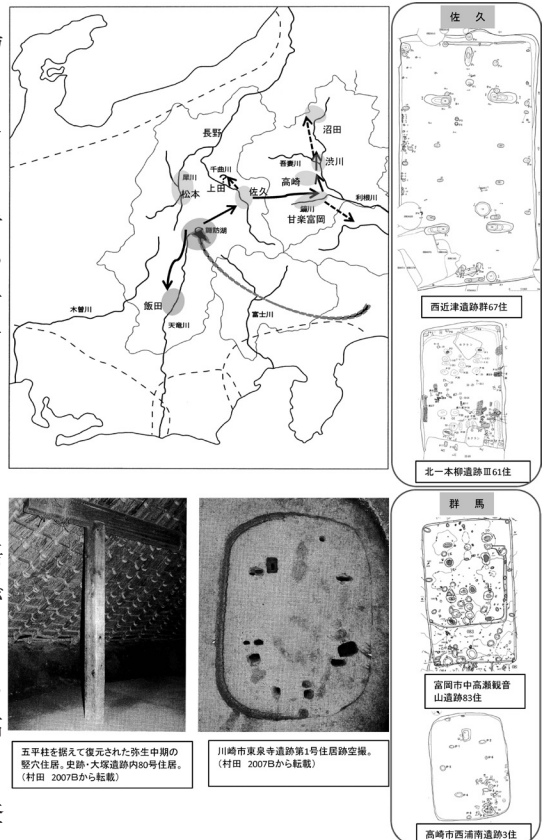 長野
沼田
吾妻川
渋川
千曲川
犀川
上田
佐久
高崎
利根川
松本
鏑川
甘楽富岡
諏訪湖
飯田
木曽川
天竜川
富士川
佐 久
西近津遺跡群67住
北一本柳遺跡Ⅲ61住
群 馬
富岡市中高瀬観音
山遺跡83住
高崎市西浦南遺跡3住
五平柱を据えて復元された弥生中期の
竪穴住居。史跡・大塚遺跡内80号住居。
(村田 2007Bから転載)
川崎市東泉寺遺跡第1号住居跡空撮。
(村田 2007Bから転載)